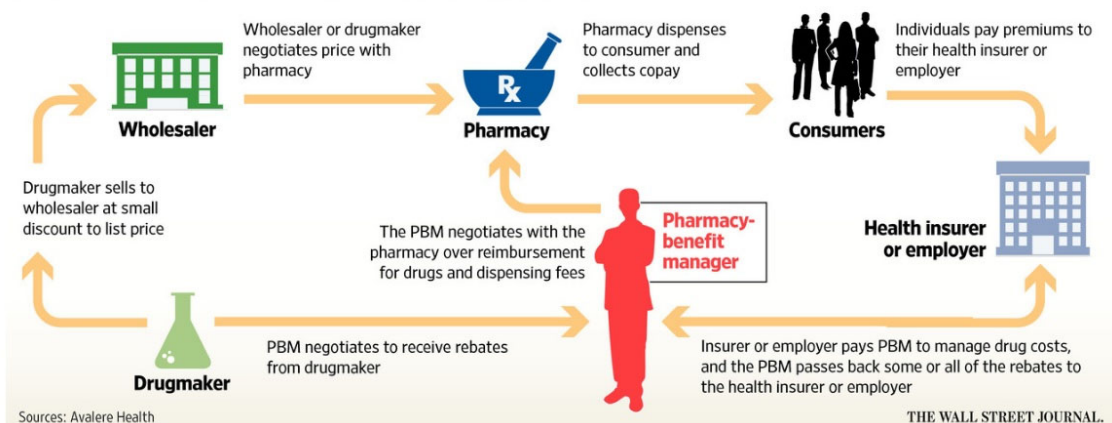 Wholesaler or drugmaker
negotiates price with
pharmacy
Pharmacy dispenses
to consumer and
collects copay
Individuals pay premiums to
their health insurer or
employer
Wholesaler
Rx
Pharmacy
Consumers
Drugmaker sells to
wholesaler at small
discount to list price
The PBM negotiates with the
pharmacy over reimbursement
for drugs and dispensing fees
Pharmacy-
benefit
manager
Health insurer
or employer
Drugmaker
PBM negotiates to receive rebates
from drugmaker
Insurer or employer pays PBM to manage drug costs,
and the PBM passes back some or all of the rebates to
the health insurer or employer
Sources: Avalere Health
THE WALL STREET JOURNAL.